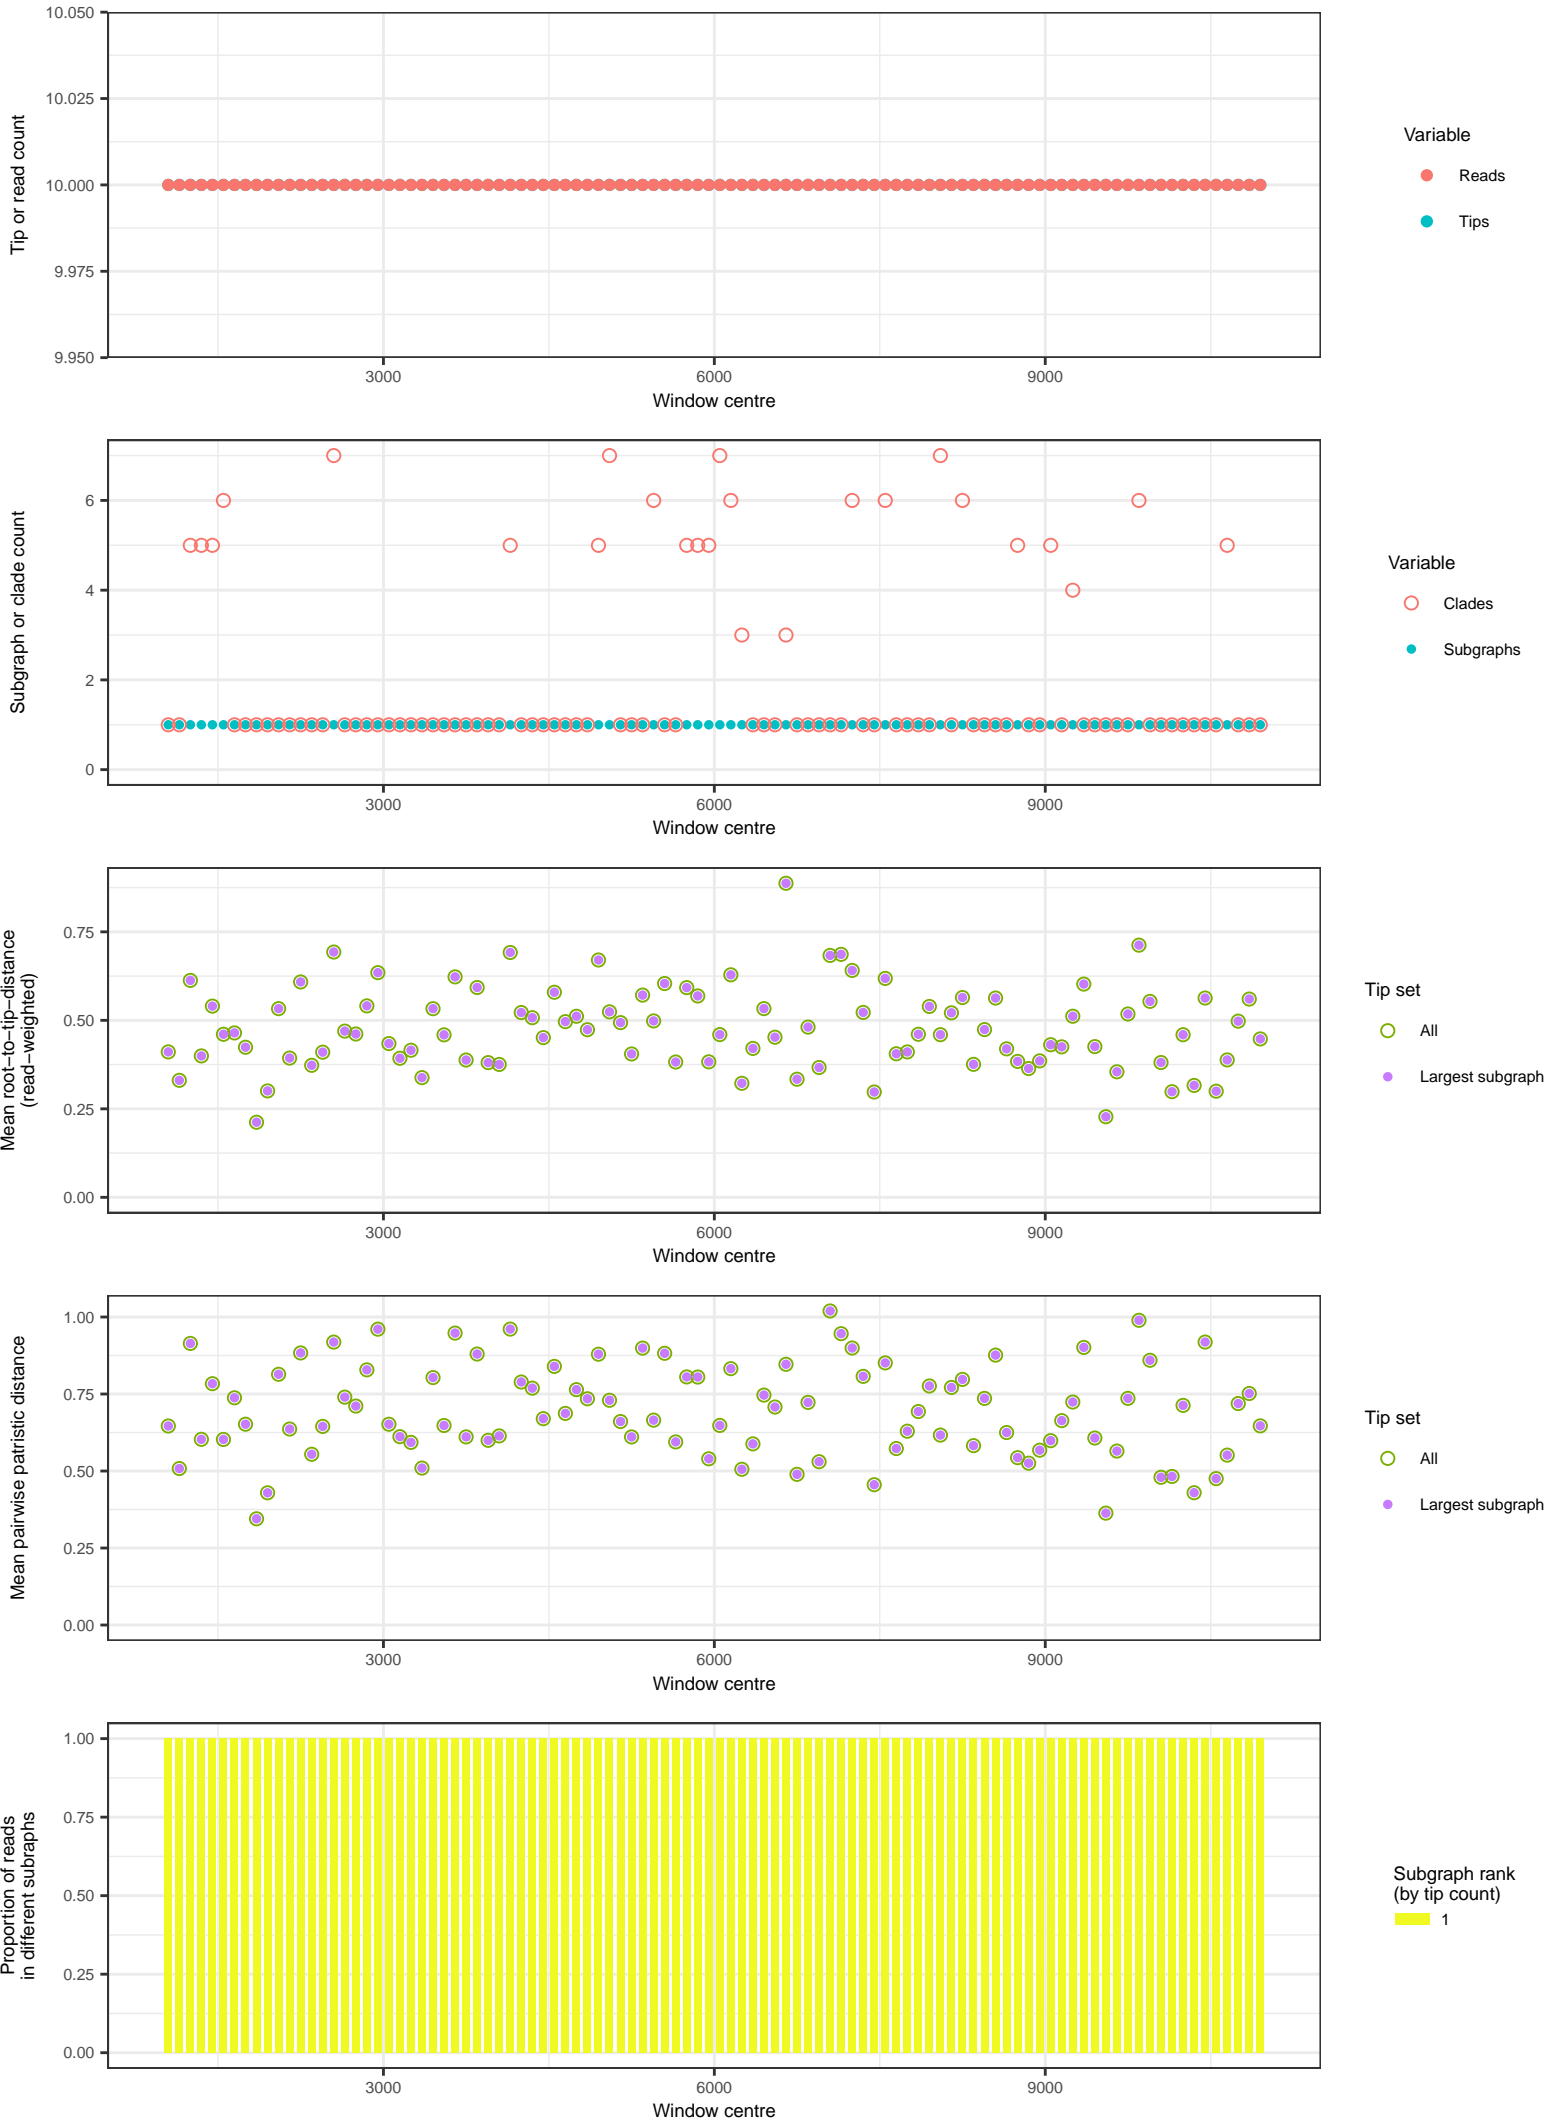 10.050
10.025
10.000
9.975
9.950
Tip or read count
3000
6000
9000
Window centre
Variable
Reads
Tips
6
4
2
0
Subgraph or clade count
3000
6000
9000
Window centre
Variable
Clades
Subgraphs
0.75
0.50
0.25
0.00
Mean root−to−tip−distance
(read−weighted)
3000
6000
9000
Window centre
Tip set
All
Largest subgraph
1.00
0.75
0.50
0.25
0.00
Mean pairwise patristic distance
3000
6000
9000
Window centre
Tip set
All
Largest subgraph
1.00
0.75
0.50
0.25
0.00
Proportion of reads
in different subraphs
3000
6000
9000
Window centre
Subgraph rank
(by tip count)
1